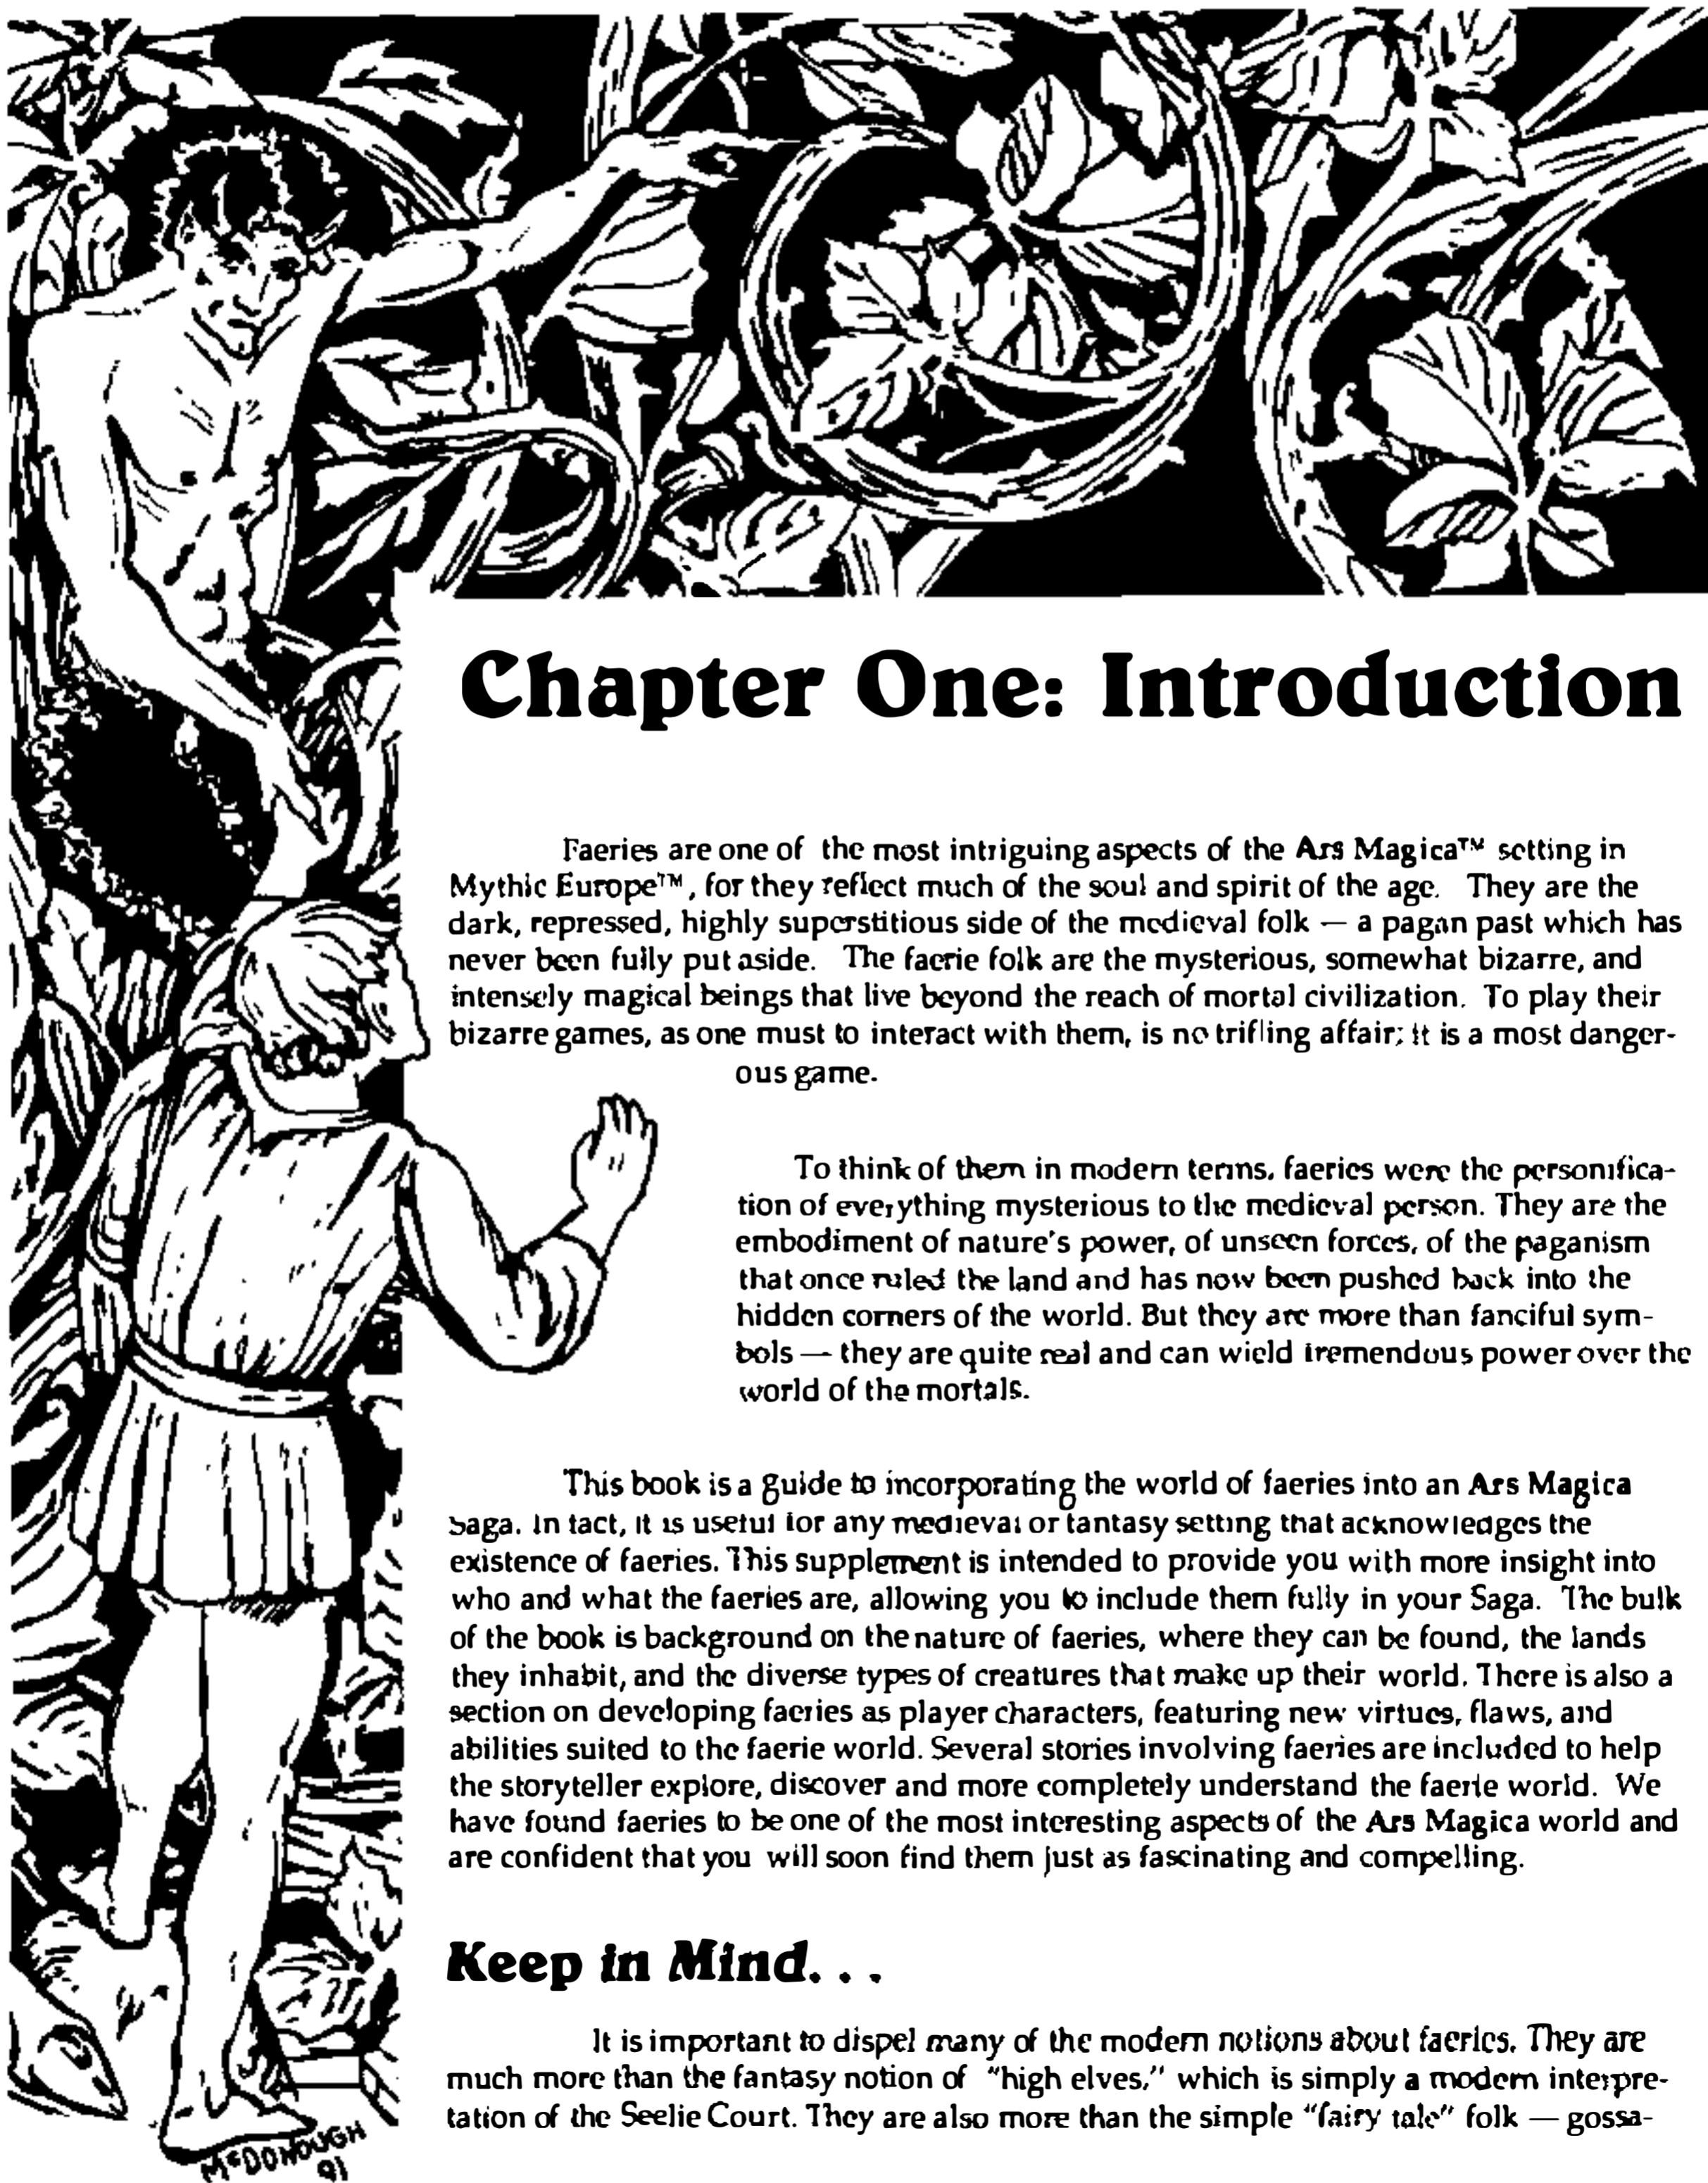 Chapter One: Introduction
Faeries are one of the most intriguing aspects of the Ars Magica™ setting in
Mythic Europe™, for they reflect much of the soul and spirit of the age. They are the
dark, repressed, highly superstitious side of the medieval folk — a pagan past which has
never been fully put aside. The faerie folk are the mysterious, somewhat bizarre, and
intensely magical beings that live beyond the reach of mortal civilization. To play their
bizarre games, as one must to interact with them, is no trifling affair; it is a most danger-
ous game.
To think of them in modern terms, faeries were the personifica-
tion of everything mysterious to the medieval person. They are the
embodiment of nature's power, of unseen forces, of the paganism
that once ruled the land and has now been pushed back into the
hidden corners of the world. But they are more than fanciful sym-
bols — they are quite real and can wield tremendous power over the
world of the mortals.
This book is a guide to incorporating the world of faeries into an Ars Magica
Saga. In fact, it is useful for any medieval or fantasy setting that acknowledges the
existence of faeries. This supplement is intended to provide you with more insight into
who and what the faeries are, allowing you to include them fully in your Saga. The bulk
of the book is background on the nature of faeries, where they can be found, the lands
they inhabit, and the diverse types of creatures that make up their world. There is also a
section on developing faeries as player characters, featuring new virtues, flaws, and
abilities suited to the faerie world. Several stories involving faeries are included to help
the storyteller explore, discover and more completely understand the faerie world. We
have found faeries to be one of the most interesting aspects of the Ars Magica world and
are confident that you will soon find them just as fascinating and compelling.
Keep in Mind. . .
It is important to dispel many of the modern notions about faeries. They are
much more than the fantasy notion of "high elves," which is simply a modern interpre-
tation of the Seelie Court. They are also more than the simple "fairy tale" folk — gossa-
McDONOUGH
91